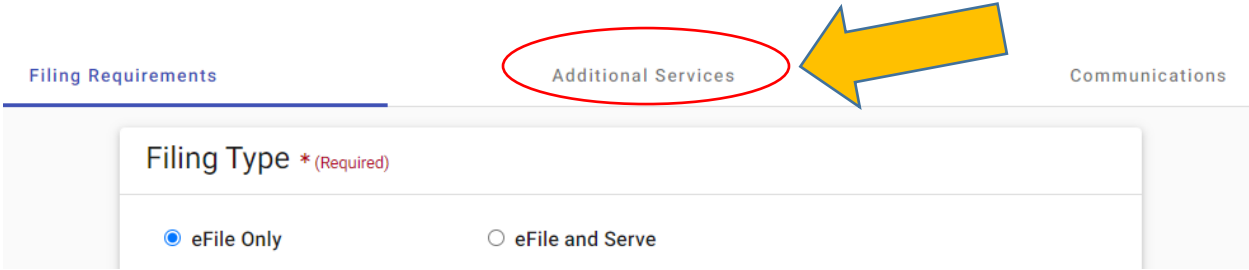 Filing Requirements Additional Services Communications
Filing Type * (Required)
eFile Only eFile and Serve